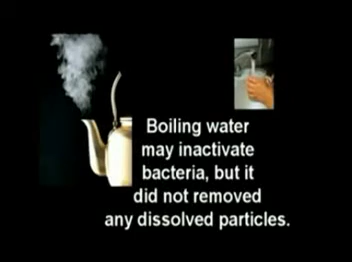 Boiling water
may inactivate
bacteria, but it
did not removed
any dissolved particles.